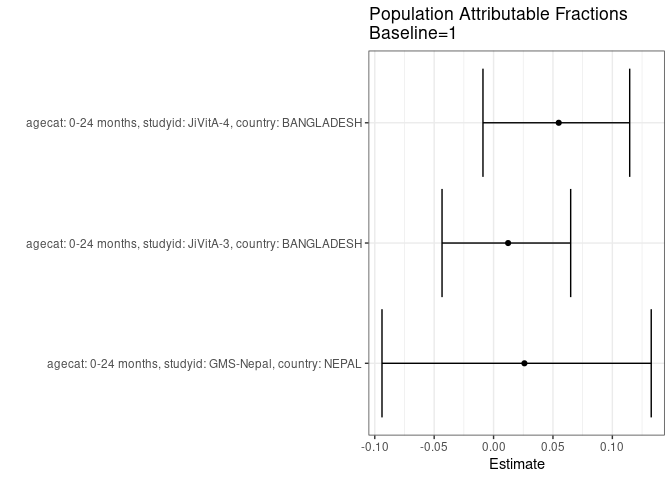 Population Attributable Fractions
Baseline=1
agecat: 0-24 months, studyid: JiVitA-4, country: BANGLADESH
agecat: 0-24 months, studyid: JiVitA-3, country: BANGLADESH
agecat: 0-24 months, studyid: GMS-Nepal, country: NEPAL
-0.10 -0.05 0.00 0.05 0.10
Estimate